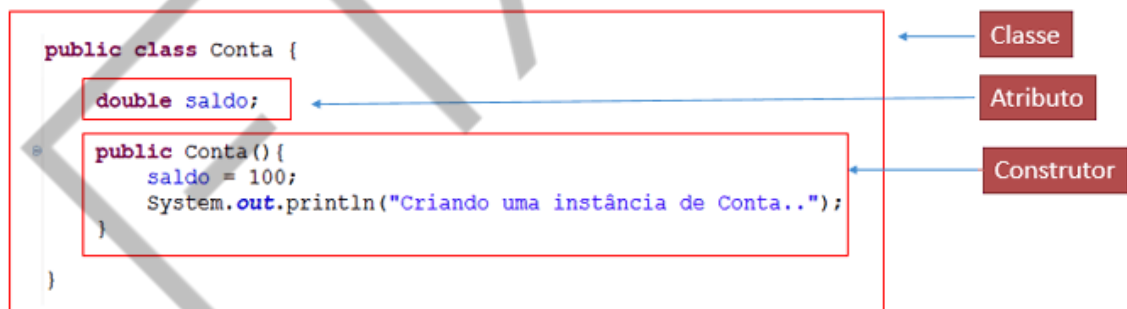 public class Conta {
Classe
double saldo;
Atributo
public Conta(){
saldo = 100;
Construtor
System.out.println("Criando uma instância de Conta..");
}
}